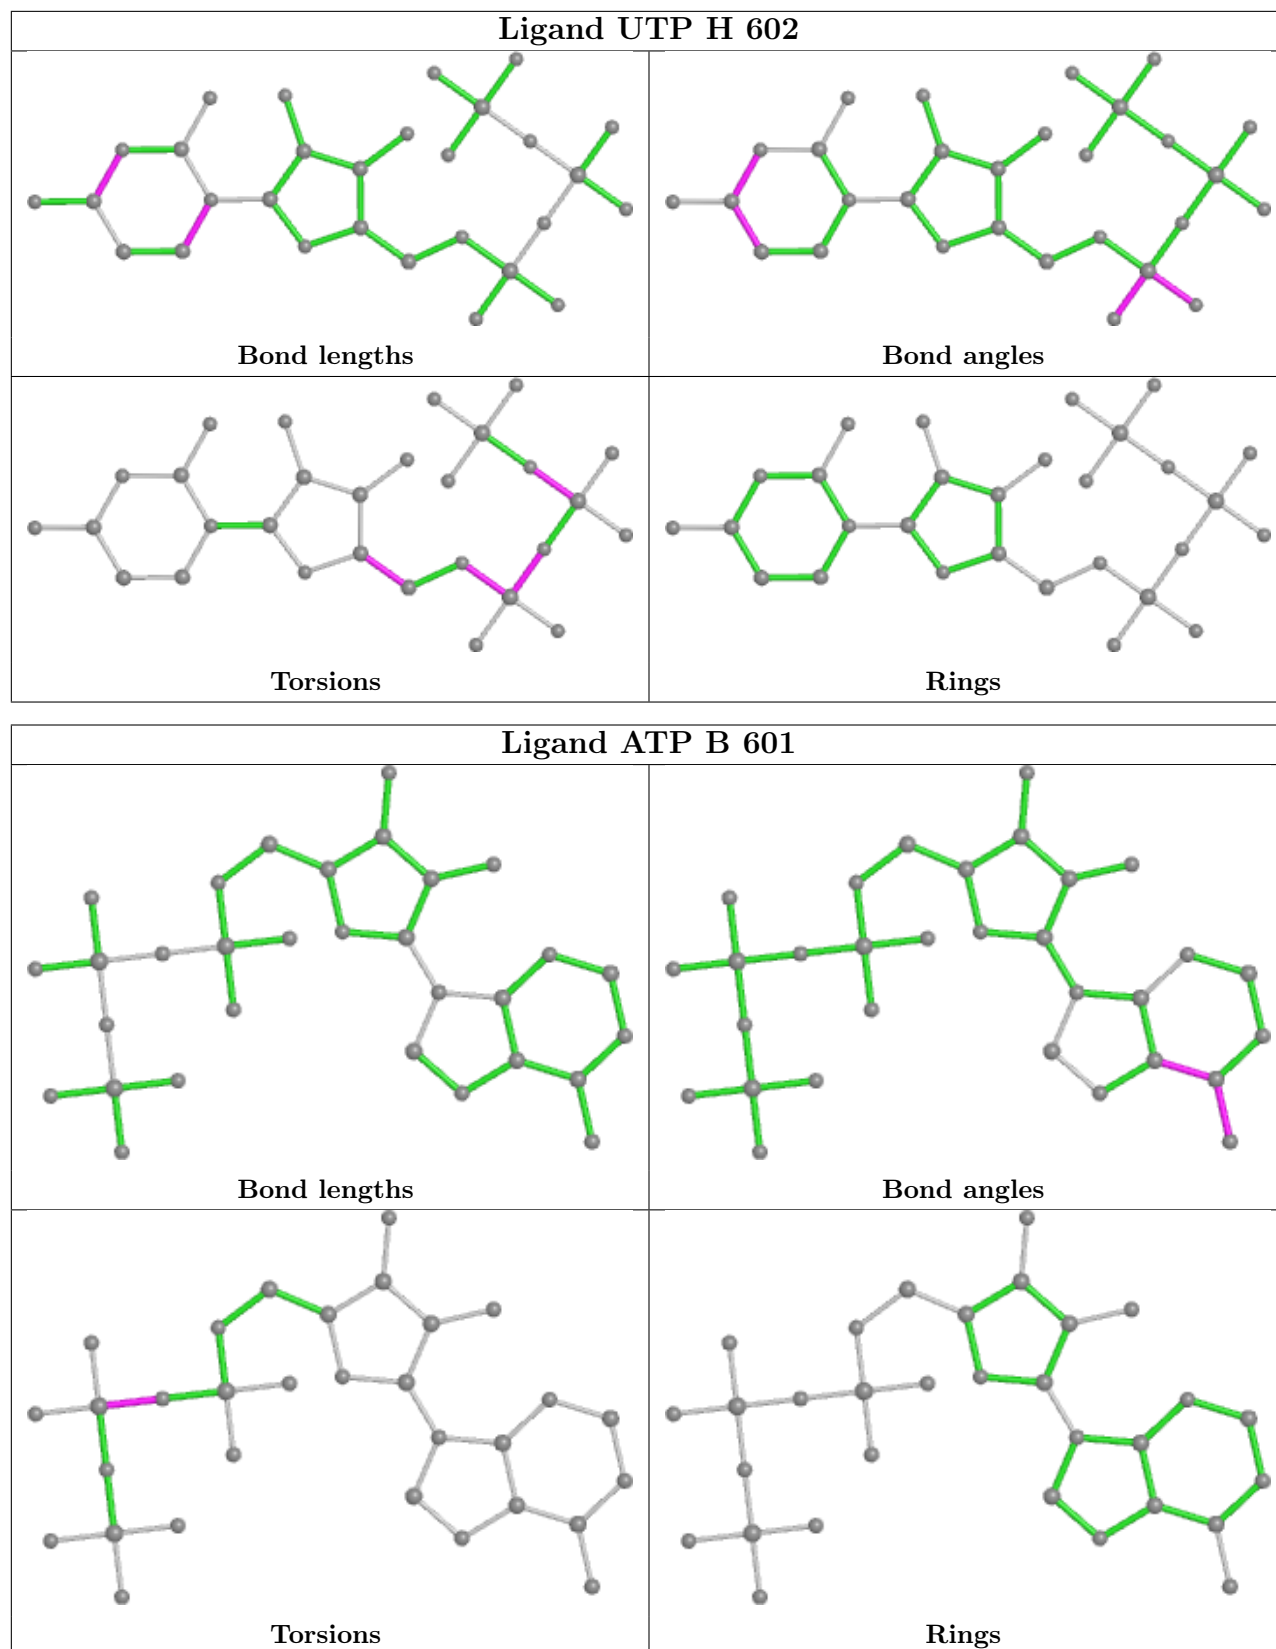 Ligand UTP H 602
Bond lengths
Bond angles
Torsions
Rings
Ligand ATP B 601
Bond lengths
Bond angles
Torsions
Rings